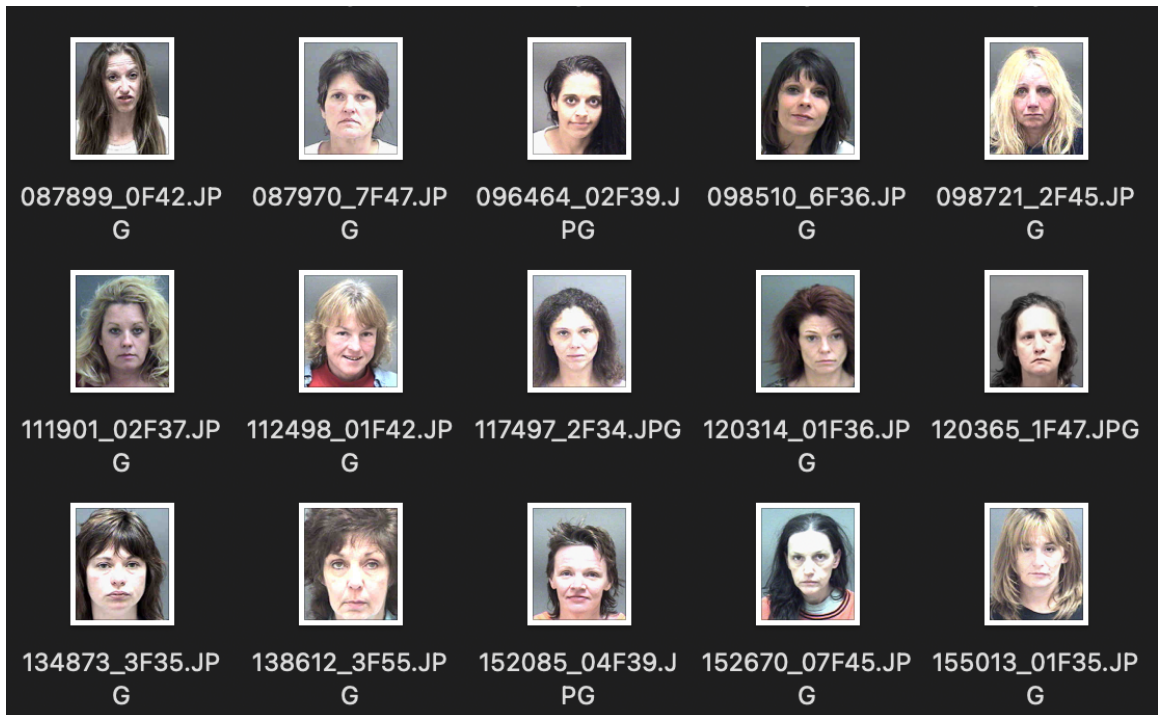 087899_0F42.JP
G
087970_7F47.JP
G
096464_02F39.J
PG
098510_6F36.JP
G
098721_2F45.JP
G
111901_02F37.JP
G
112498_01F42.JP
G
117497_2F34.JPG
120314_01F36.JP
G
120365_1F47.JPG
134873_3F35.JP
G
138612_3F55.JP
G
152085_04F39.J
PG
152670_07F45.JP
G
155013_01F35.JP
G